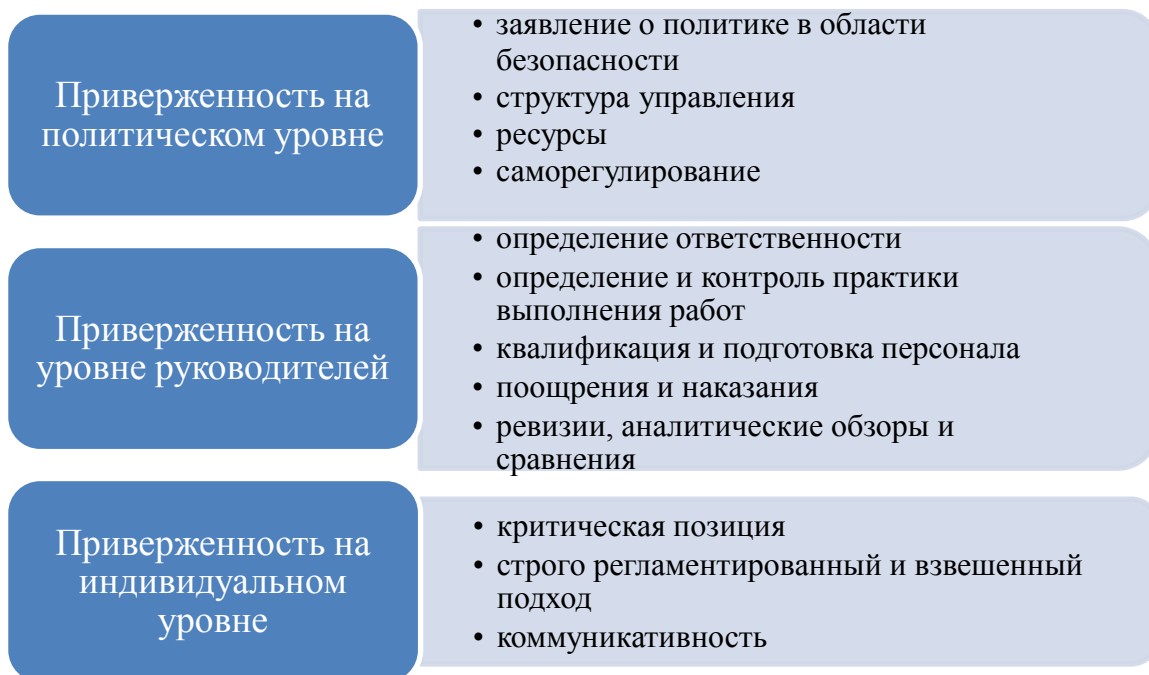 Приверженность на
политическом уровне
• заявление о политике в области
безопасности
• структура управления
• ресурсы
• саморегулирование
Приверженность на
уровне руководителей
• определение ответственности
• определение и контроль практики
выполнения работ
• квалификация и подготовка персонала
• поощрения и наказания
• ревизии, аналитические обзоры и
сравнения
Приверженность на
индивидуальном
уровне
• критическая позиция
• строго регламентированный и взвешенный
подход
• коммуникативность